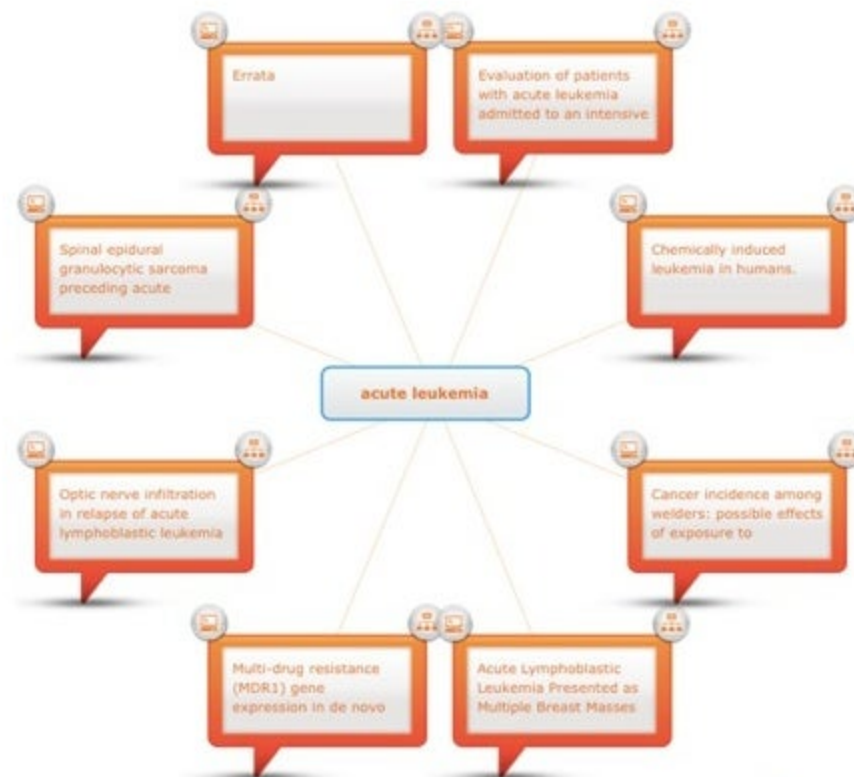 Errata
Evaluation of patients
with acute leukemia
admitted to an intensive
Spinal epidural
granulocytic sarcoma
preceding acute
Chemically induced
leukemia in humans.
acute leukemia
Optic nerve infiltration
in relapse of acute
lymphoblastic leukemia
Cancer incidence among
welders: possible effects
of exposure to
Multi-drug resistance
(MDR1) gene
expression in de novo
Acute Lymphoblastic
Leukemia Presented as
Multiple Breast Masses